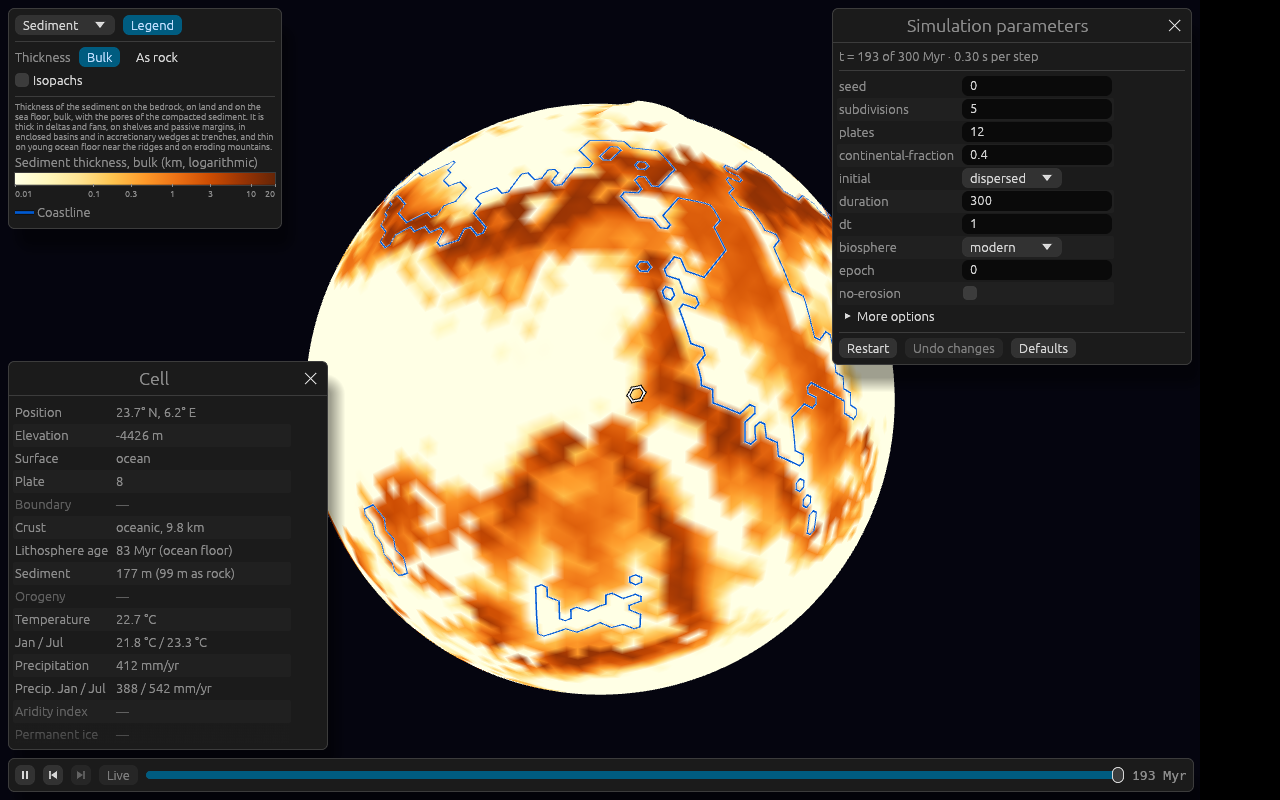 Sediment
Legend
Thickness
Bulk
As rock
Isopachs
Thickness of the sediment on the bedrock, on land and on the
sea floor, bulk, with the pores of the compacted sediment. It is
thick in deltas and fans, on shelves and passive margins, in
enclosed basins and in accretionary wedges at trenches, and thin
on young ocean floor near the ridges and on eroding mountains.
Sediment thickness, bulk (km, logarithmic)
0.01 0.1 0.3 1 3 10 20
Coastline
Simulation parameters
t = 193 of 300 Myr · 0.30 s per step
seed 0
subdivisions 5
plates 12
continental-fraction 0.4
initial dispersed
duration 300
dt 1
biosphere modern
epoch 0
no-erosion
More options
Restart Undo changes Defaults
Cell
Position 23.7° N, 6.2° E
Elevation -4426 m
Surface ocean
Plate 8
Boundary —
Crust oceanic, 9.8 km
Lithosphere age 83 Myr (ocean floor)
Sediment 177 m (99 m as rock)
Orogeny —
Temperature 22.7 °C
Jan / Jul 21.8 °C / 23.3 °C
Precipitation 412 mm/yr
Precip. Jan / Jul 388 / 542 mm/yr
Aridity index —
Permanent ice —
Live
193 Myr